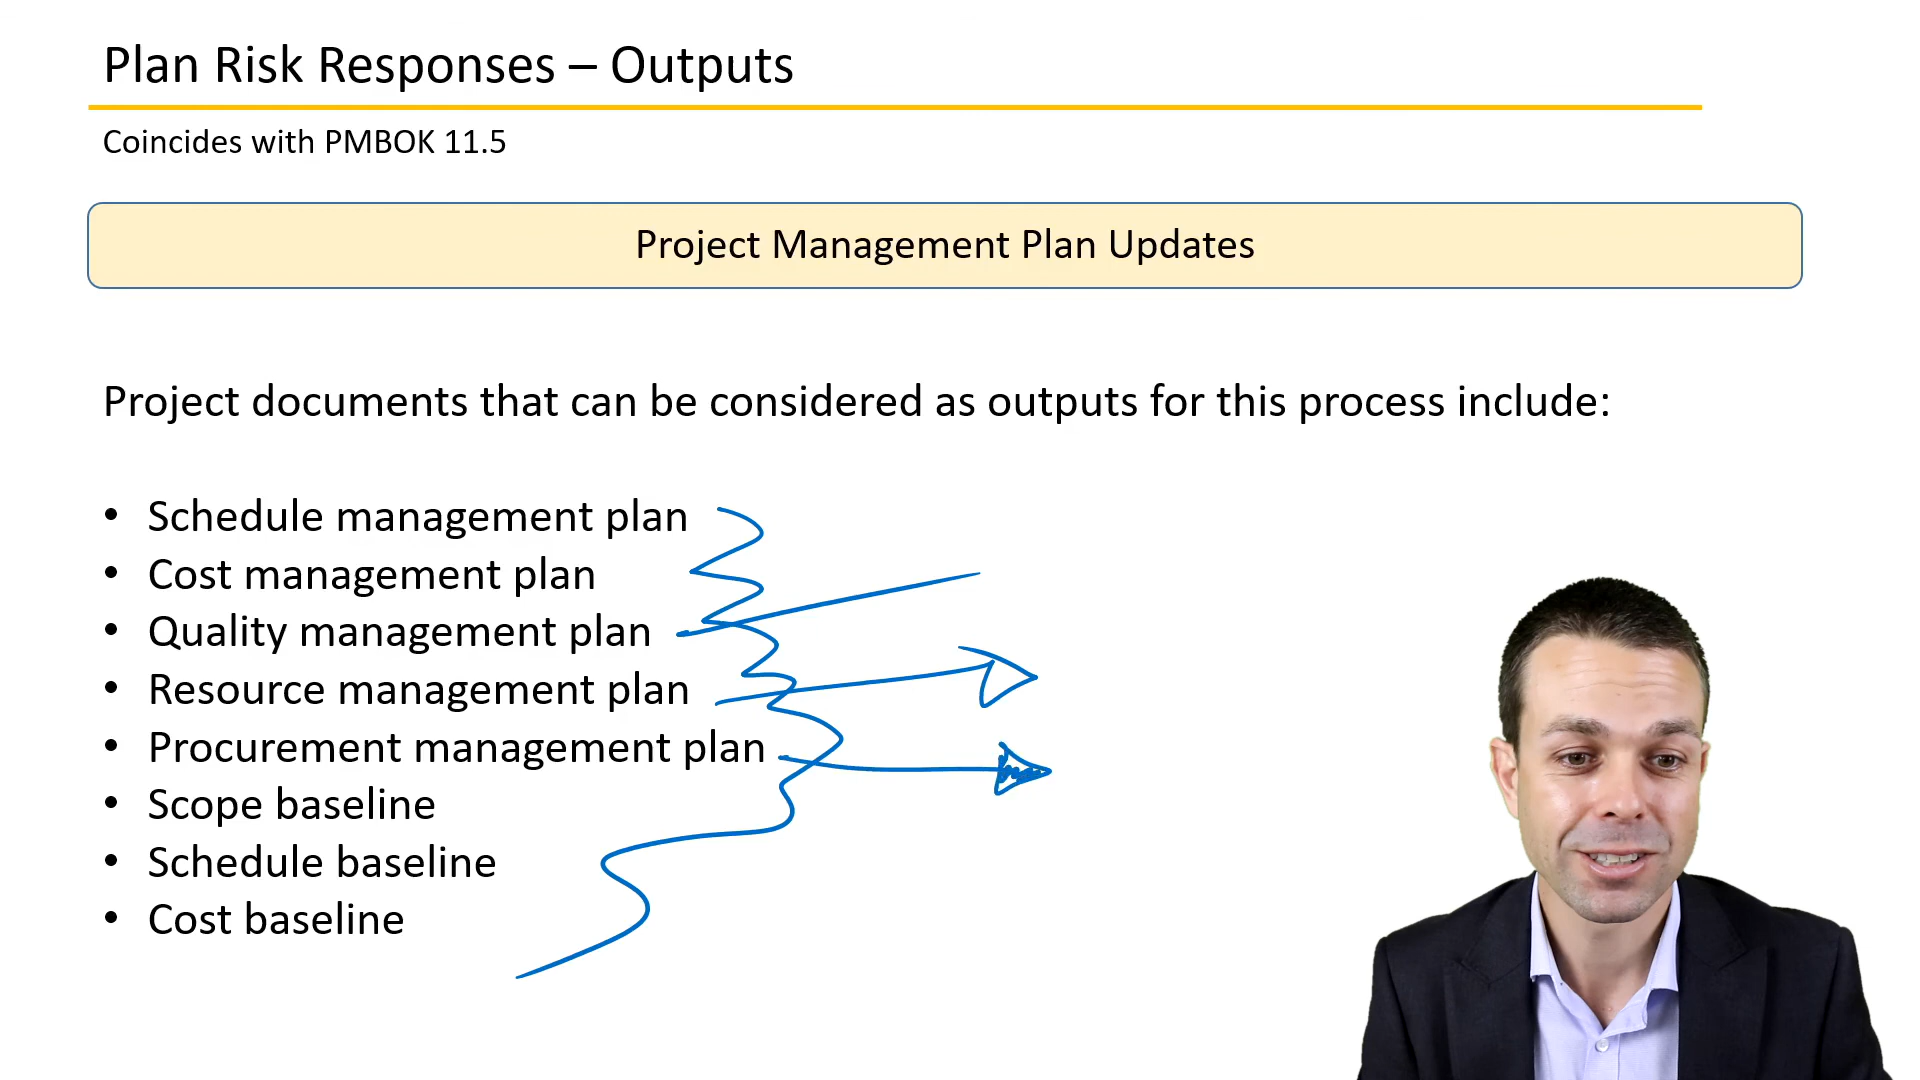 Plan Risk Responses – Outputs
Coincides with PMBOK 11.5
Project Management Plan Updates
Project documents that can be considered as outputs for this process include:
• Schedule management plan
• Cost management plan
• Quality management plan
• Resource management plan
• Procurement management plan
• Scope baseline
• Schedule baseline
• Cost baseline